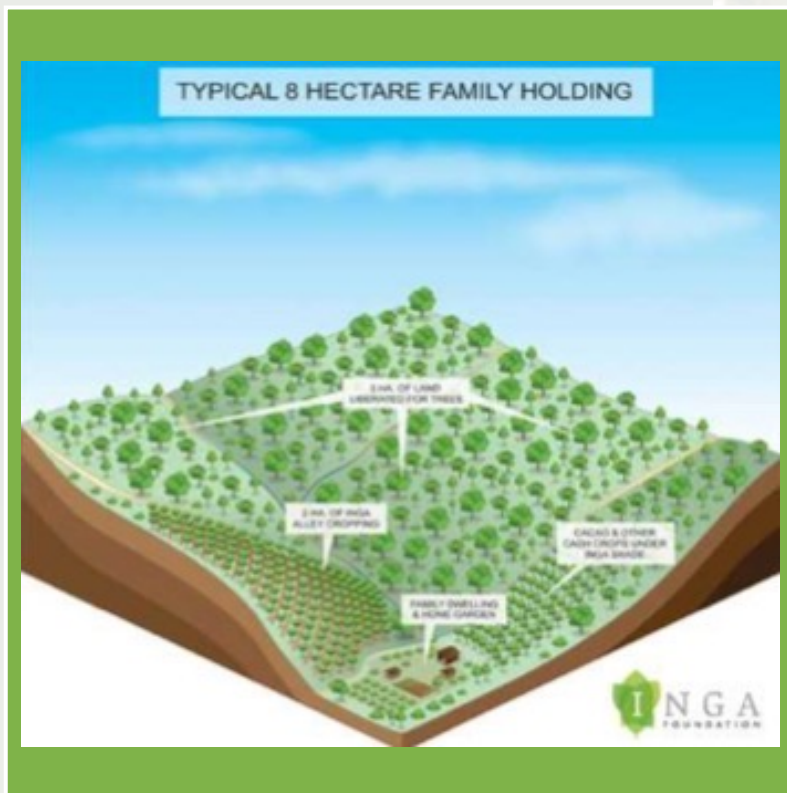 TYPICAL 8 HECTARE FAMILY HOLDING
HA. OF LAND
LIBERATED FOR TREES
2 HA. OF INGA
ALLEY CROPPING
CACAO & OTHER
CASH CROPS UNDER
INGA SHADE
FAMILY DWELLING
& HOME GARDEN
INGA
FOUNDATION